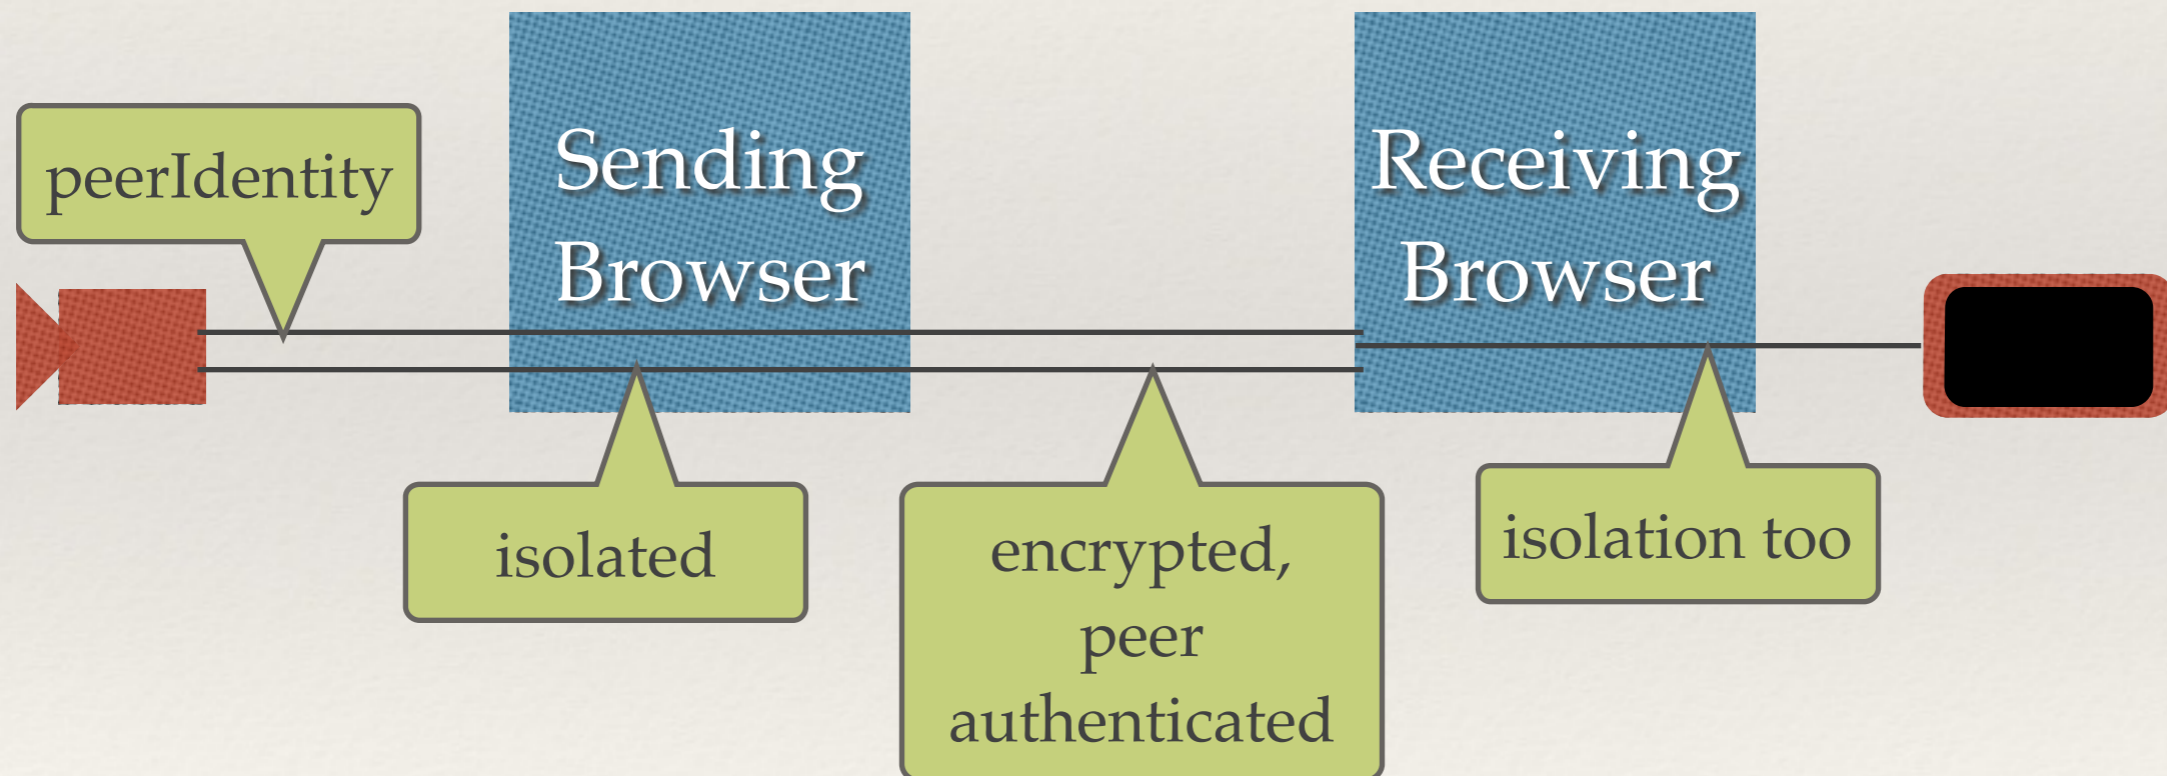 peerIdentity
Sending
Browser
Receiving
Browser
isolated
encrypted,
peer
authenticated
isolation too